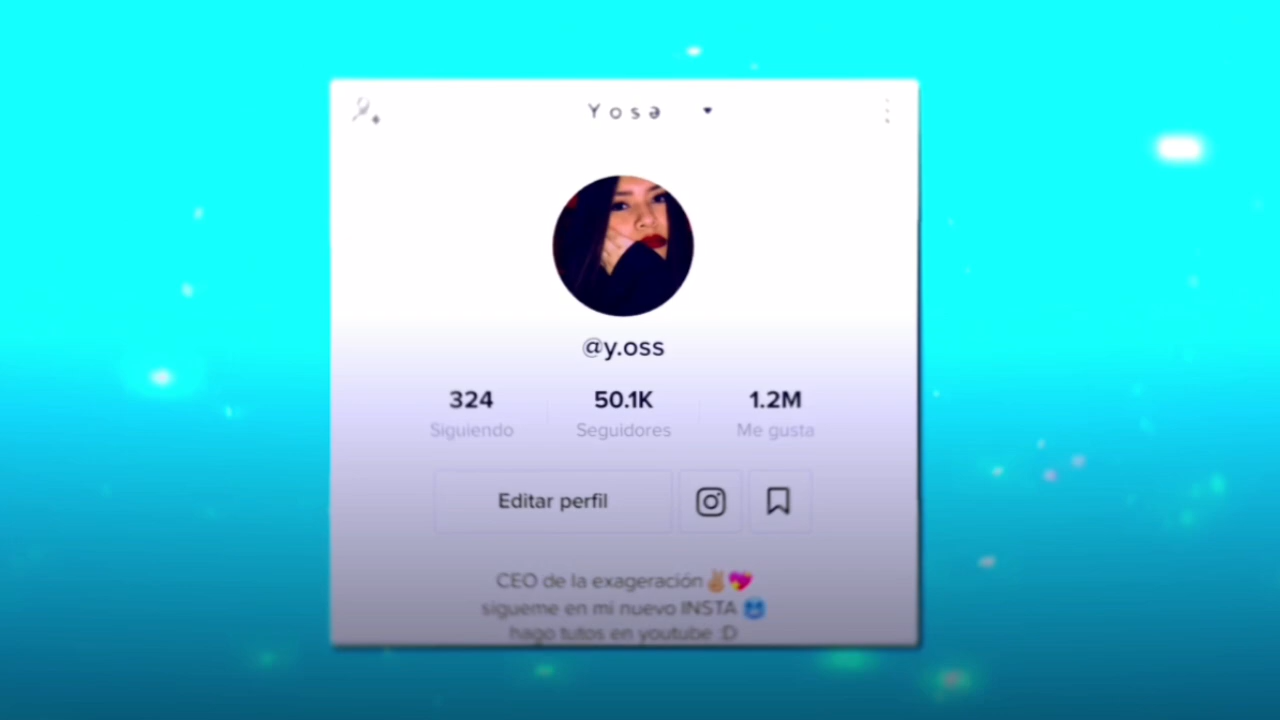 Y o s ə
@y.oss
324 50.1K 1.2M
Siguiendo Seguidores Me gusta
Editar perfil
CEO de la exageración✌🏼💖
sigueme en mi nuevo INSTA
hago tutos en youtube :D